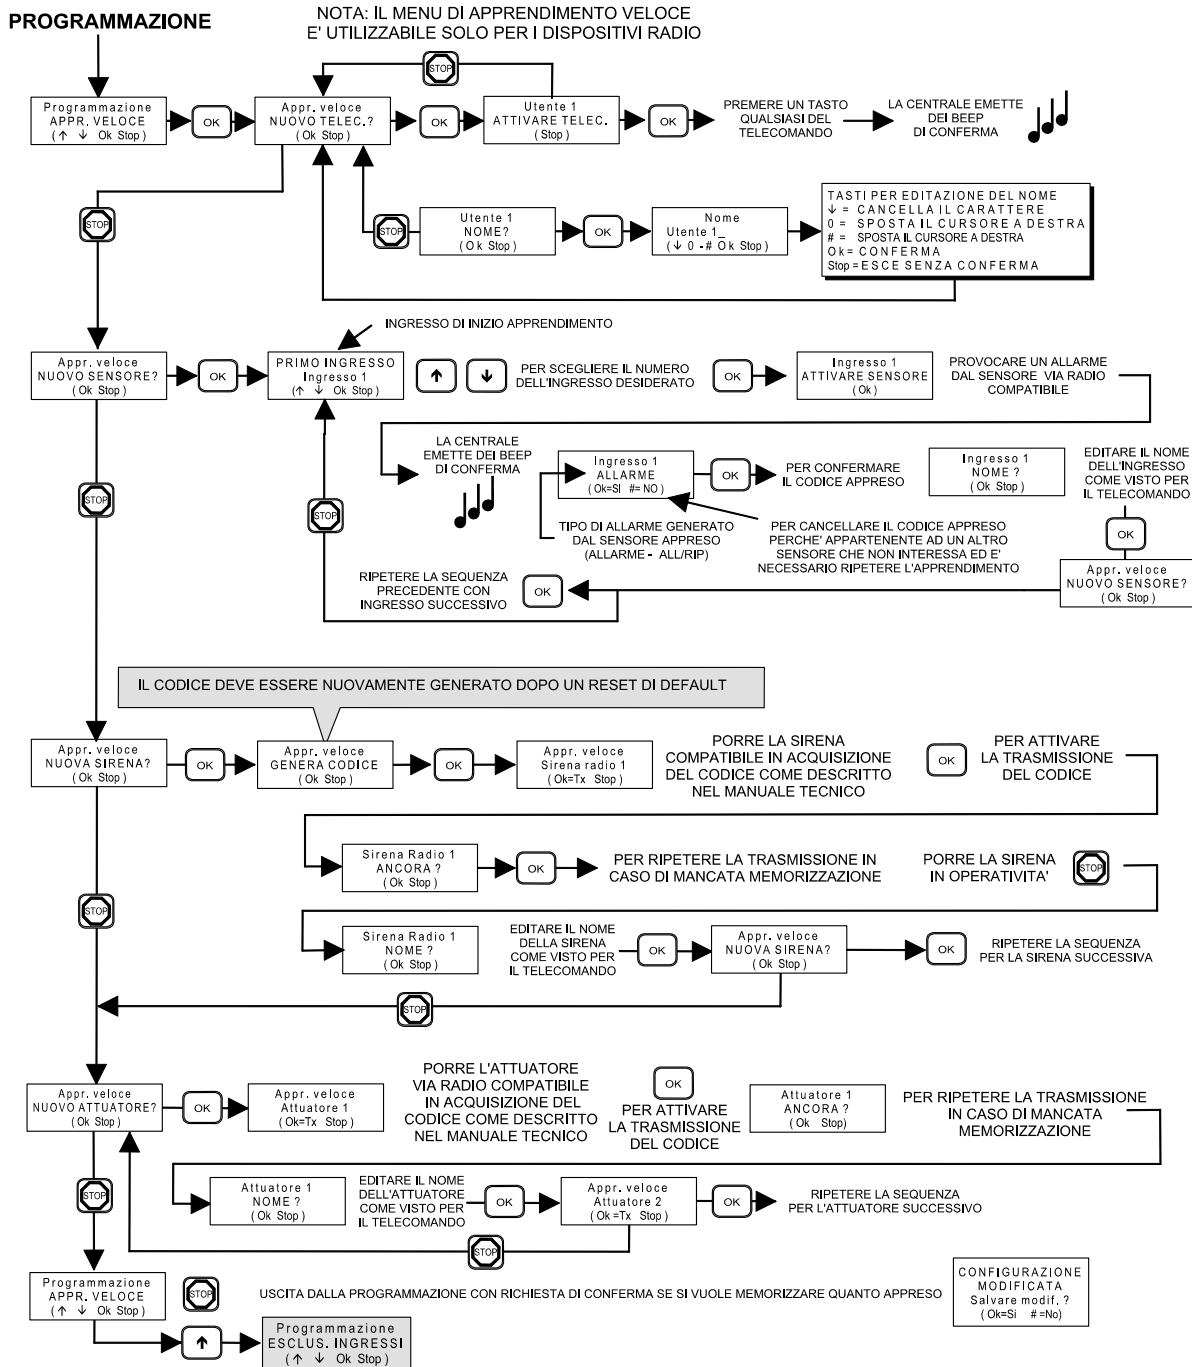 PROGRAMMAZIONE
NOTA: IL MENU DI APPRENDIMENTO VELOCE
E' UTILIZZABILE SOLO PER I DISPOSITIVI RADIO
STOP
Programmazione
APPR. VELOCE
(↑ ↓ Ok Stop)
OK
Appr. veloce
NUOVO TELEC.?
(Ok Stop)
OK
Utente 1
ATTIVARE TELEC.
(Stop)
OK
PREMERE UN TASTO
QUALSIASI DEL
TELECOMANDO
LA CENTRALE EMETTE
DEI BEEP
DI CONFERMA
STOP
STOP
Utente 1
NOME?
(Ok Stop)
OK
Nome
Utente 1_
(↓ 0 - # Ok Stop)
TASTI PER EDITAZIONE DEL NOME
↓ = CANCELLA IL CARATTERE
0 = SPOSTA IL CURSORE A DESTRA
# = SPOSTA IL CURSORE A DESTRA
Ok = CONFERMA
Stop = ESCE SENZA CONFERMA
INGRESSO DI INIZIO APPRENDIMENTO
Appr. veloce
NUOVO SENSORE?
(Ok Stop)
OK
PRIMO INGRESSO
Ingresso 1
(↑ ↓ Ok Stop)
↑
↓
PER SCEGLIERE IL NUMERO
DELL'INGRESSO DESIDERATO
OK
Ingresso 1
ATTIVARE SENSORE
(Ok)
PROVOCARE UN ALLARME
DAL SENSORE VIA RADIO
COMPATIBILE
LA CENTRALE
EMETTE DEI BEEP
DI CONFERMA
Ingresso 1
ALLARME
(Ok=SI #= NO)
OK
PER CONFERMARE
IL CODICE APPRESO
Ingresso 1
NOME ?
(Ok Stop)
EDITARE IL NOME
DELL'INGRESSO
COME VISTO PER
IL TELECOMANDO
STOP
STOP
TIPO DI ALLARME GENERATO
DAL SENSORE APPRESO
(ALLARME - ALL/RIP)
PER CANCELLARE IL CODICE APPRESO
PERCHE' APPARTENENTE AD UN ALTRO
SENSORE CHE NON INTERESSA ED E'
NECESSARIO RIPETERE L'APPRENDIMENTO
OK
RIPETERE LA SEQUENZA
PRECEDENTE CON
INGRESSO SUCCESSIVO
OK
Appr. veloce
NUOVO SENSORE?
(Ok Stop)
IL CODICE DEVE ESSERE NUOVAMENTE GENERATO DOPO UN RESET DI DEFAULT
Appr. veloce
NUOVA SIRENA?
(Ok Stop)
OK
Appr. veloce
GENERA CODICE
(Ok Stop)
OK
Appr. veloce
Sirena radio 1
(Ok=Tx Stop)
PORRE LA SIRENA
COMPATIBILE IN ACQUISIZIONE
DEL CODICE COME DESCRITTO
NEL MANUALE TECNICO
OK
PER ATTIVARE
LA TRASMISSIONE
DEL CODICE
Sirena Radio 1
ANCORA ?
(Ok Stop)
OK
PER RIPETERE LA TRASMISSIONE IN
CASO DI MANCATA MEMORIZZAZIONE
PORRE LA SIRENA
IN OPERATIVITA'
STOP
STOP
Sirena Radio 1
NOME ?
(Ok Stop)
EDITARE IL NOME
DELLA SIRENA
COME VISTO PER
IL TELECOMANDO
OK
Appr. veloce
NUOVA SIRENA?
(Ok Stop)
OK
RIPETERE LA SEQUENZA
PER LA SIRENA SUCCESSIVA
STOP
Appr. veloce
NUOVO ATTUATORE?
(Ok Stop)
OK
Appr. veloce
Attuatore 1
(Ok=Tx Stop)
PORRE L'ATTUATORE
VIA RADIO COMPATIBILE
IN ACQUISIZIONE DEL
CODICE COME DESCRITTO
NEL MANUALE TECNICO
OK
PER ATTIVARE
LA TRASMISSIONE
DEL CODICE
Attuatore 1
ANCORA ?
(Ok Stop)
PER RIPETERE LA TRASMISSIONE
IN CASO DI MANCATA
MEMORIZZAZIONE
STOP
Attuatore 1
NOME ?
(Ok Stop)
EDITARE IL NOME
DELL'ATTUATORE
COME VISTO PER
IL TELECOMANDO
OK
Appr. veloce
Attuatore 2
(Ok =Tx Stop)
OK
RIPETERE LA SEQUENZA
PER L'ATTUATORE SUCCESSIVO
STOP
Programmazione
APPR. VELOCE
(↑ ↓ Ok Stop)
STOP
USCITA DALLA PROGRAMMAZIONE CON RICHIESTA DI CONFERMA SE SI VUOLE MEMORIZZARE QUANTO APPRESO
CONFIGURAZIONE
MODIFICATA
Salvare modif. ?
(Ok=Si #=No)
↑
Programmazione
ESCLUS. INGRESSI
(↑ ↓ Ok Stop)